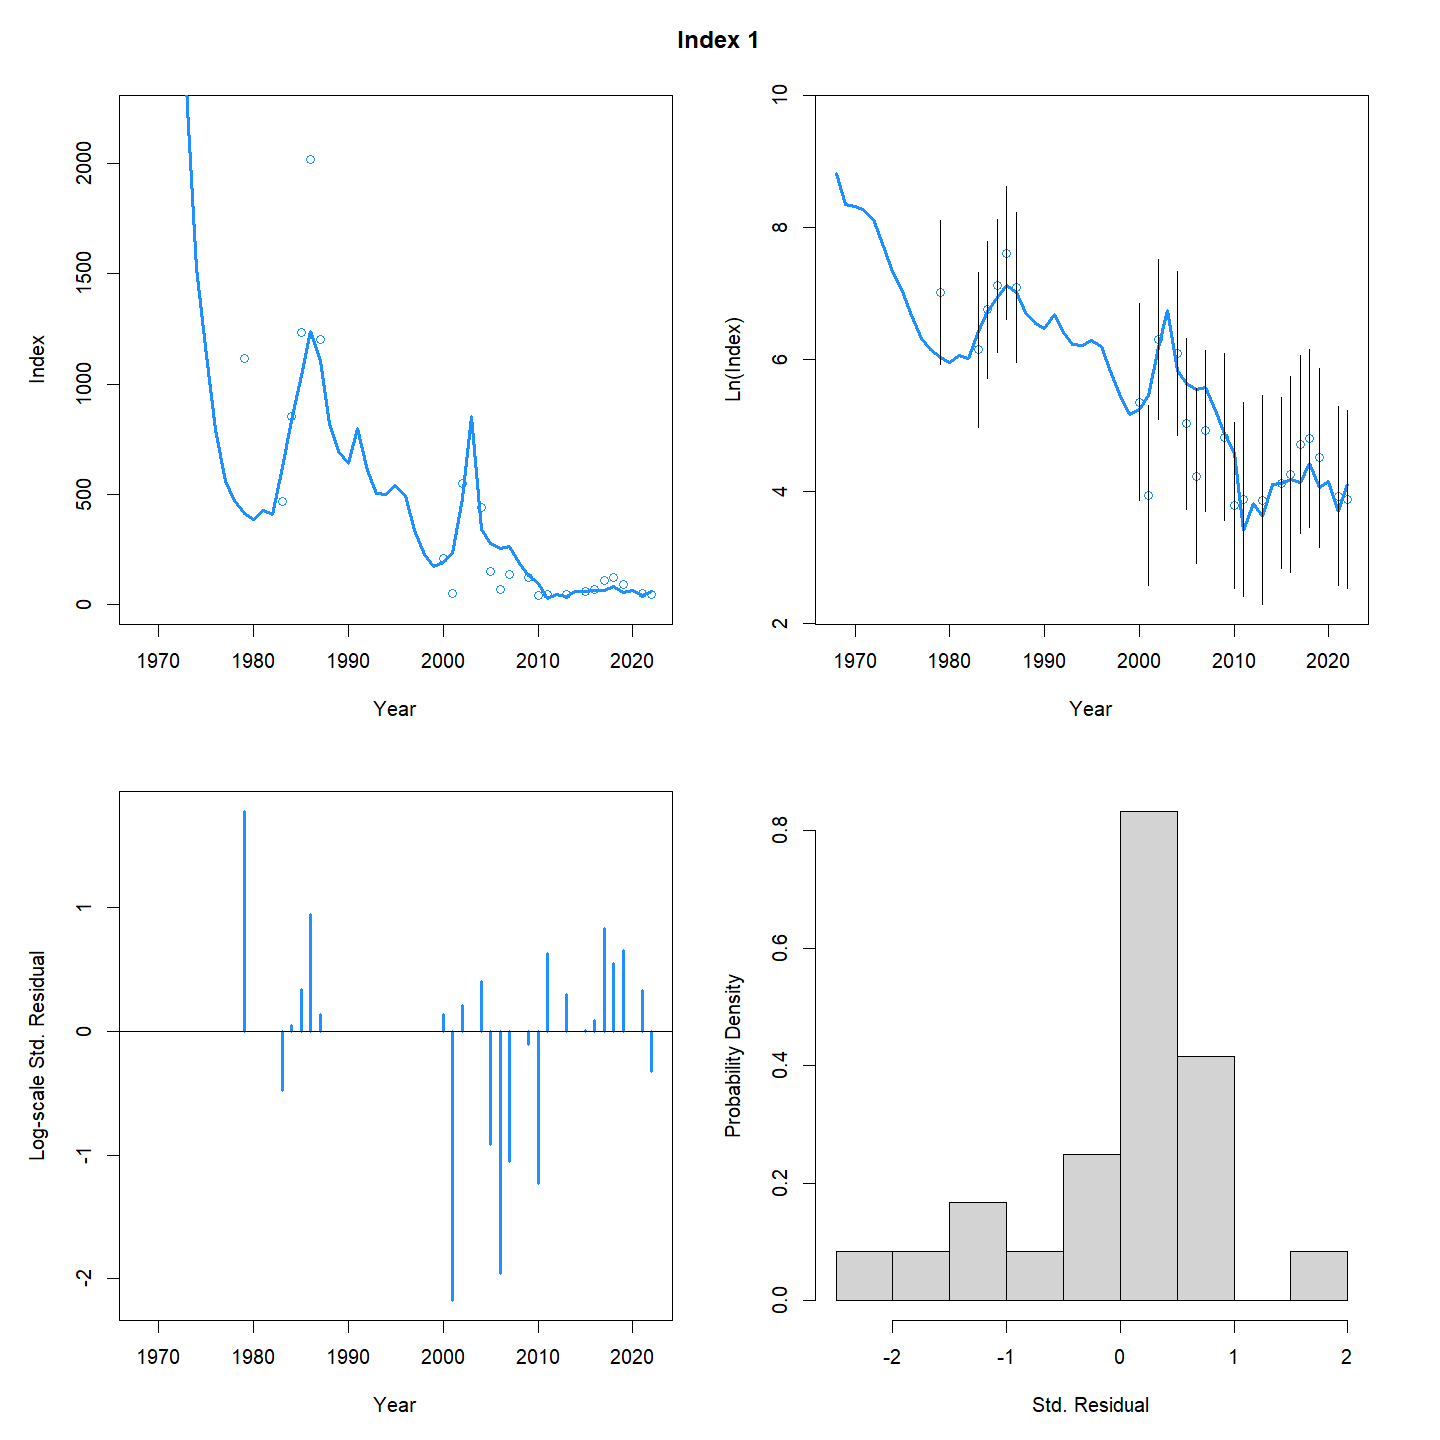 Index 1
Index
2000
1500
1000
500
0
1970 1980 1990 2000 2010 2020
Year
Ln(Index)
10
8
6
4
2
1970 1980 1990 2000 2010 2020
Year
Log-scale Std. Residual
1
0
-1
-2
1970 1980 1990 2000 2010 2020
Year
Probability Density
0.8
0.6
0.4
0.2
0.0
-2 -1 0 1 2
Std. Residual